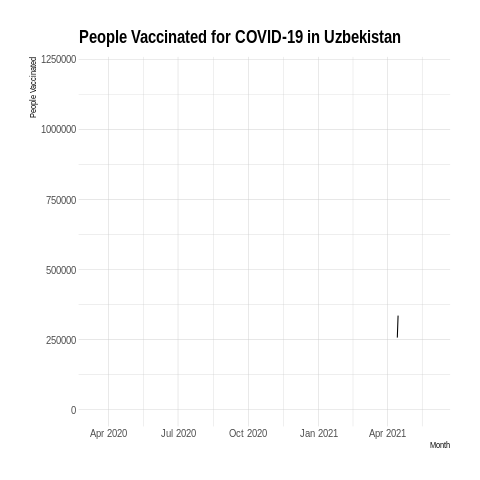 People Vaccinated for COVID-19 in Uzbekistan
People Vaccinated
1250000
1000000
750000
500000
250000
0
Apr 2020
Jul 2020
Oct 2020
Jan 2021
Apr 2021
Month